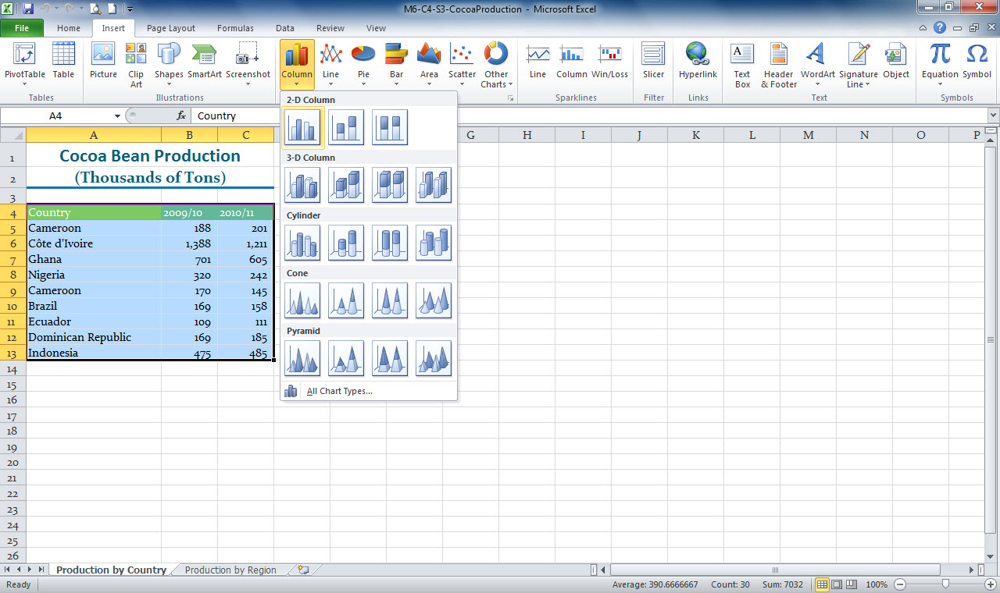 M6-C4-S3-CocoaProduction - Microsoft Excel
File Home Insert Page Layout Formulas Data Review View
PivotTable Table Picture Clip Art Shapes SmartArt Screenshot Column Line Pie Bar Area Scatter Other Charts Line Column Win/Loss Slicer Hyperlink Text Box Header & Footer WordArt Signature Line Object Equation Symbol
Tables Illustrations Sparklines Filter Links Text Symbols
A4 fx Country
A B C G H I J K L M N O P
1 Cocoa Bean Production
2 (Thousands of Tons)
3
4 Country 2009/10 2010/11
5 Cameroon 188 201
6 Côte d'Ivoire 1,388 1,211
7 Ghana 701 605
8 Nigeria 320 242
9 Cameroon 170 145
10 Brazil 169 158
11 Ecuador 109 111
12 Dominican Republic 169 185
13 Indonesia 475 485
14
15
16
17
18
19
20
21
22
23
24
25
26
2-D Column
3-D Column
Cylinder
Cone
Pyramid
All Chart Types...
Production by Country Production by Region
Ready Average: 390.6666667 Count: 30 Sum: 7032 100%